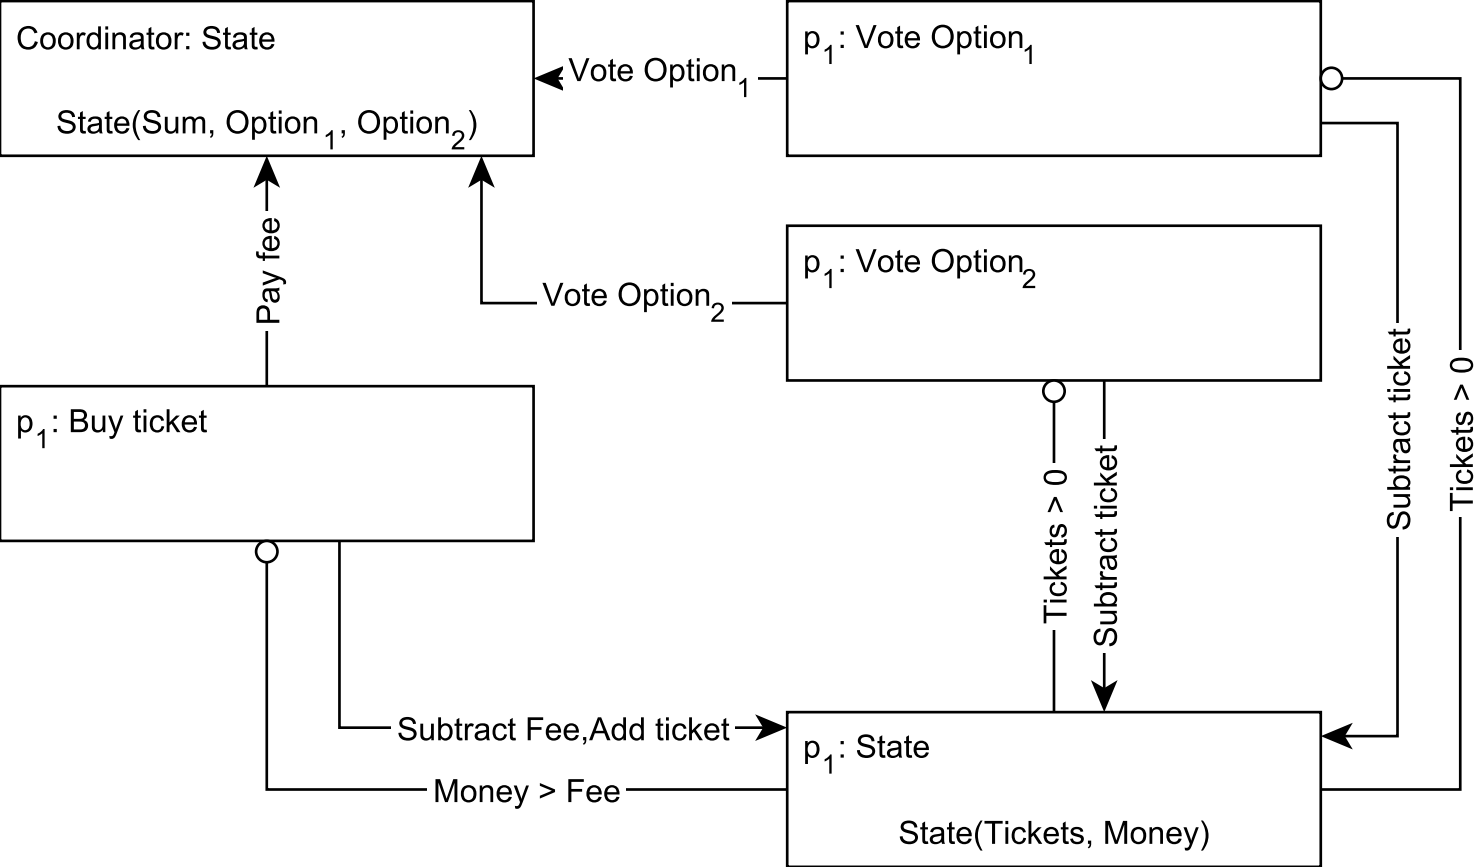 Coordinator: State
State(Sum, Option₁, Option₂)
p₁: Vote Option₁
Vote Option₁
p₁: Vote Option₂
Vote Option₂
Pay fee
p₁: Buy ticket
Subtract ticket
Tickets > 0
Tickets > 0
Subtract ticket
Subtract Fee,Add ticket
Money > Fee
p₁: State
State(Tickets, Money)